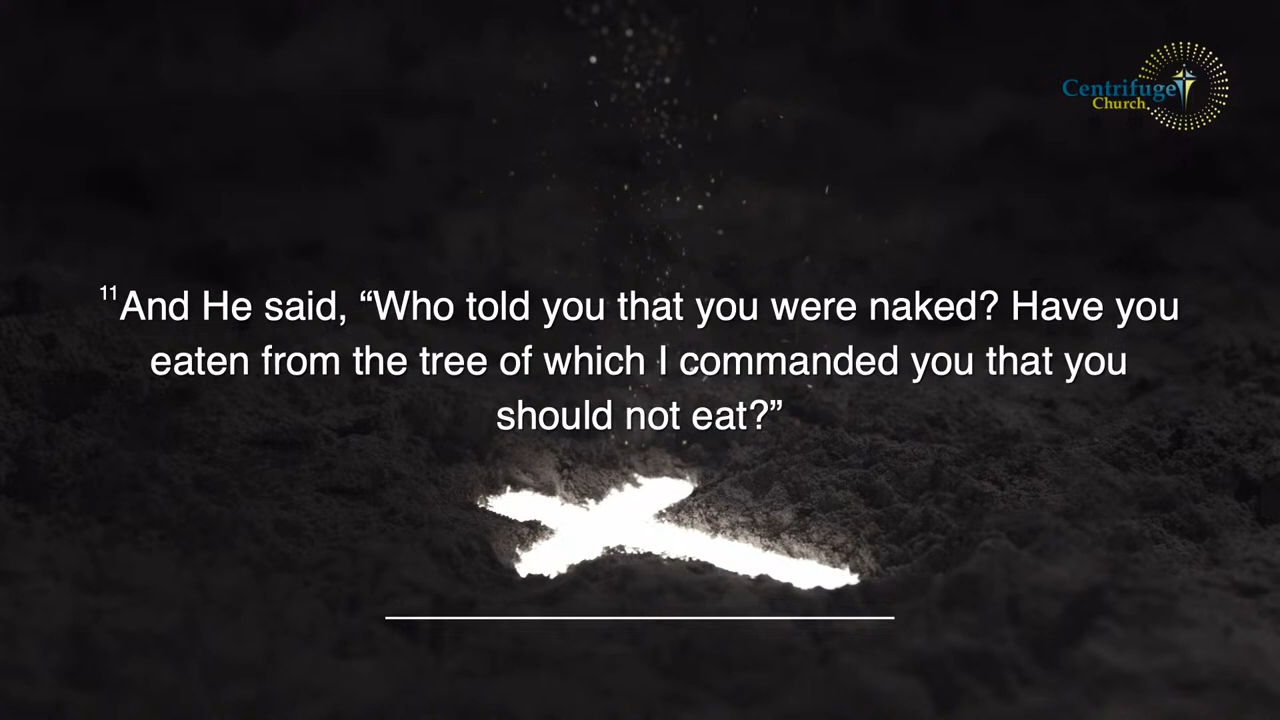 Centrifuge
Church
11And He said, “Who told you that you were naked? Have you
eaten from the tree of which I commanded you that you
should not eat?”